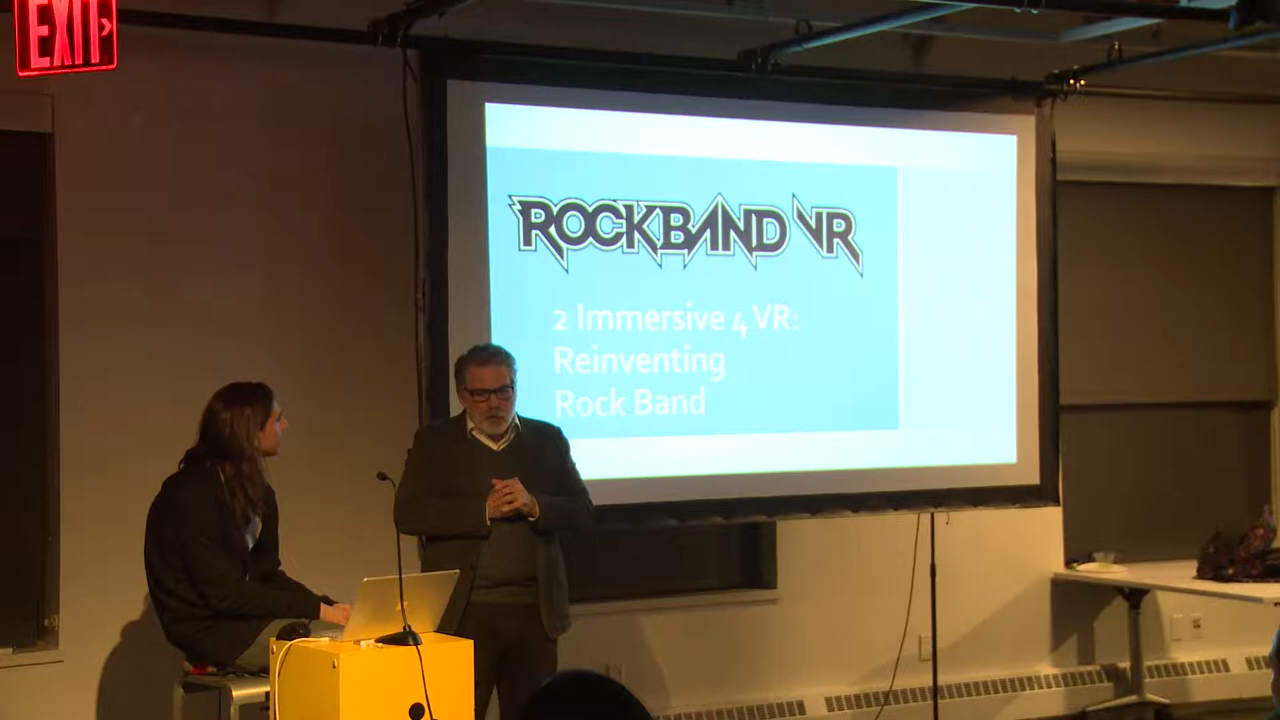 EXIT
ROCKBAND VR
2 Immersive 4 VR:
Reinventing
Rock Band